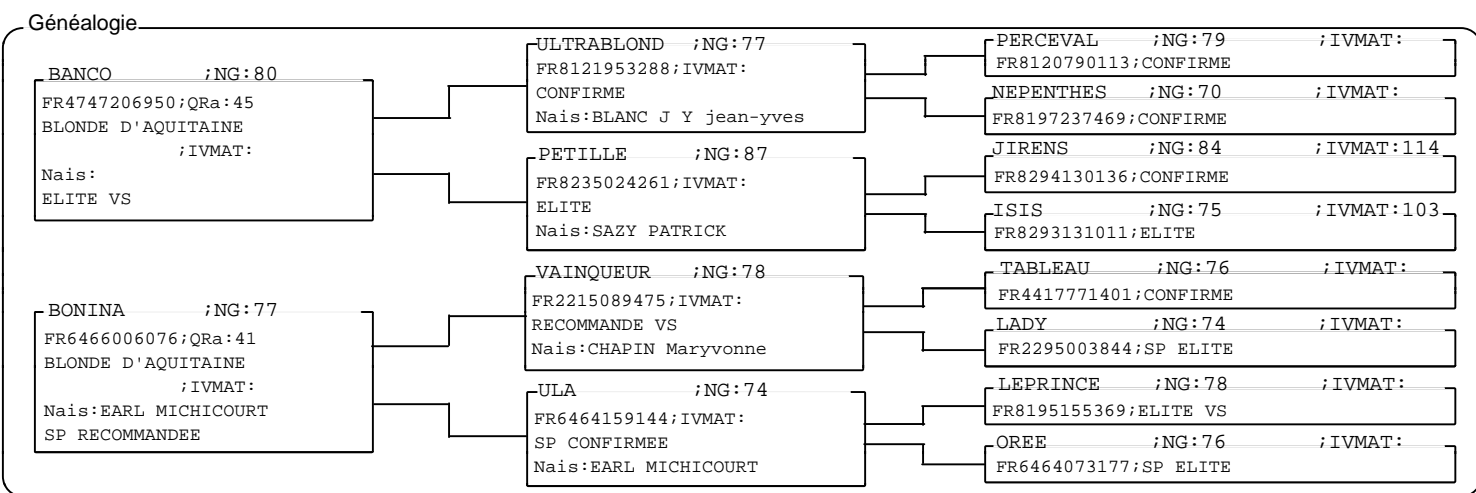 Généalogie
BANCO ;NG:80
FR4747206950;QRa:45
BLONDE D'AQUITAINE
;IVMAT:
Nais:
ELITE VS
BONINA ;NG:77
FR6466006076;QRa:41
BLONDE D'AQUITAINE
;IVMAT:
Nais:EARL MICHICOURT
SP RECOMMANDEE
ULTRABLOND ;NG:77
FR8121953288;IVMAT:
CONFIRME
Nais:BLANC J Y jean-yves
PETILLE ;NG:87
FR8235024261;IVMAT:
ELITE
Nais:SAZY PATRICK
VAINQUEUR ;NG:78
FR2215089475;IVMAT:
RECOMMANDE VS
Nais:CHAPIN Maryvonne
ULA ;NG:74
FR6464159144;IVMAT:
SP CONFIRMEE
Nais:EARL MICHICOURT
PERCEVAL ;NG:79 ;IVMAT:
FR8120790113;CONFIRME
NEPENTHES ;NG:70 ;IVMAT:
FR8197237469;CONFIRME
JIRENS ;NG:84 ;IVMAT:114
FR8294130136;CONFIRME
ISIS ;NG:75 ;IVMAT:103
FR8293131011;ELITE
TABLEAU ;NG:76 ;IVMAT:
FR4417771401;CONFIRME
LADY ;NG:74 ;IVMAT:
FR2295003844;SP ELITE
LEPRINCE ;NG:78 ;IVMAT:
FR8195155369;ELITE VS
OREE ;NG:76 ;IVMAT:
FR6464073177;SP ELITE